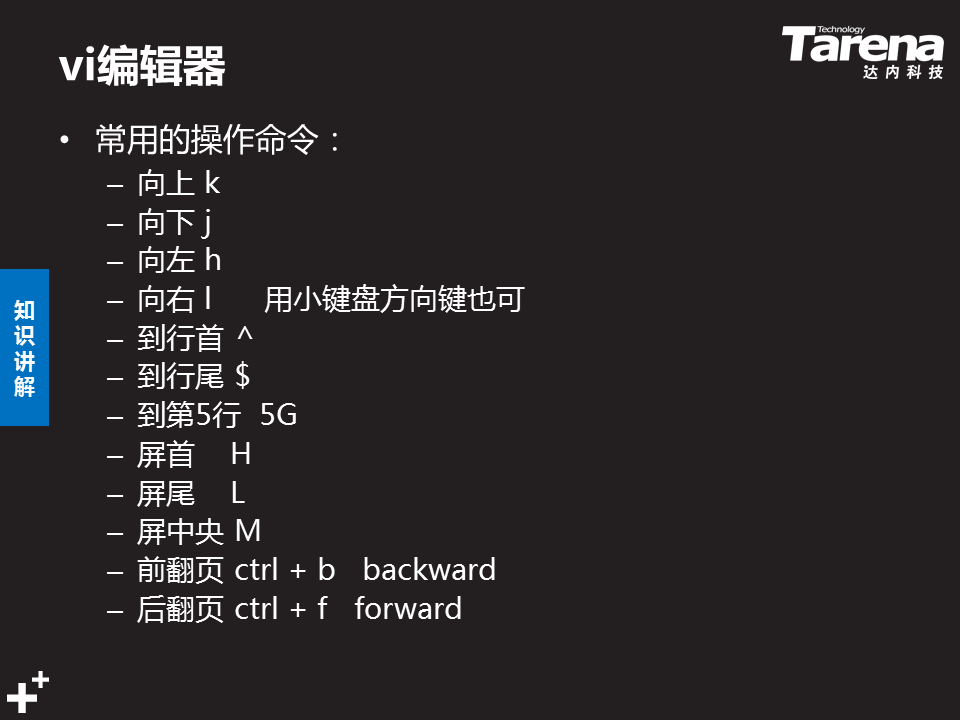 vi编辑器
Technology
Tarena
达内科技
• 常用的操作命令：
– 向上 k
– 向下 j
– 向左 h
– 向右 l 用小键盘方向键也可
– 到行首 ^
– 到行尾 $
– 到第5行 5G
– 屏首 H
– 屏尾 L
– 屏中央 M
– 前翻页 ctrl + b backward
– 后翻页 ctrl + f forward
知识讲解